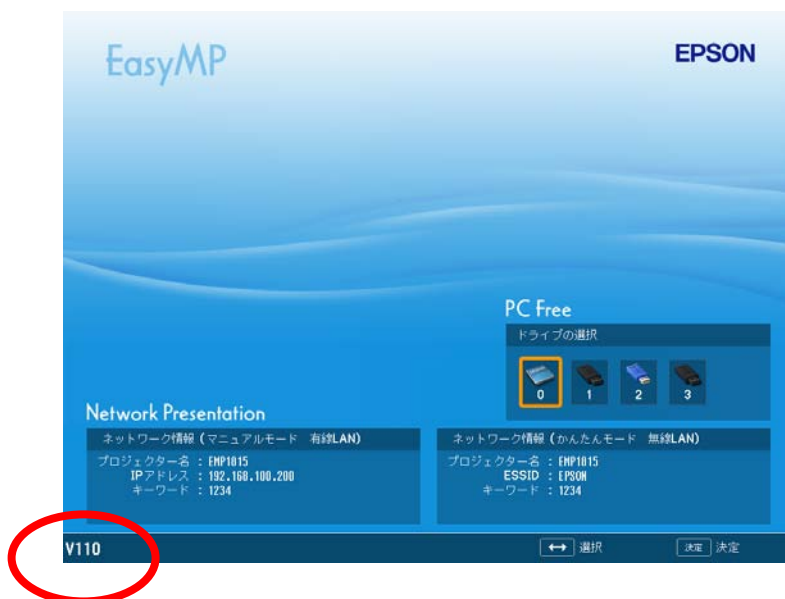 EasyMP
EPSON
PC Free
ドライブの選択
0 1 2 3
Network Presentation
ネットワーク情報 (マニュアルモード 有線LAN)
プロジェクター名 : EMP1815
IPアドレス : 192.168.100.200
キーワード : 1234
ネットワーク情報 (かんたんモード 無線LAN)
プロジェクター名 : EMP1815
ESSID : EPSON
キーワード : 1234
V110
↔ 選択
決定 決定